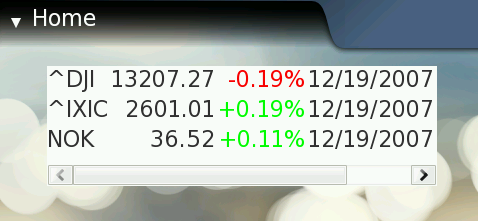 Home
^DJI 13207.27 -0.19% 12/19/2007
^IXIC 2601.01 +0.19% 12/19/2007
NOK 36.52 +0.11% 12/19/2007